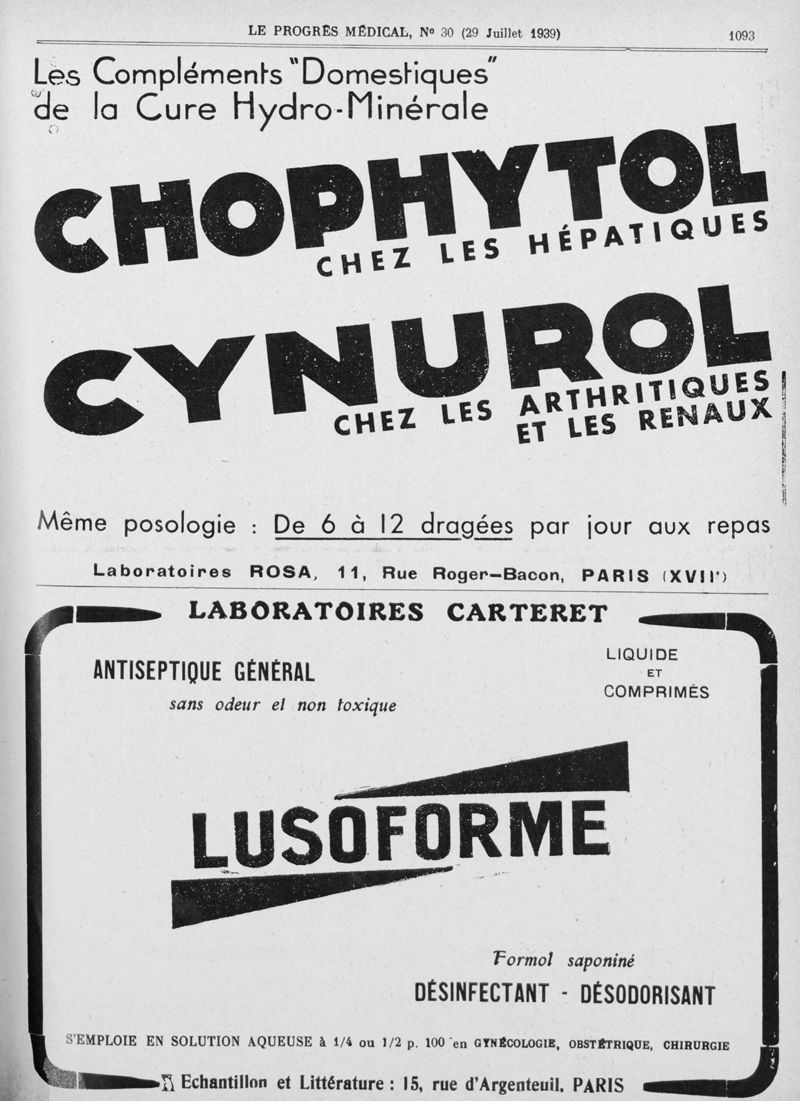 LE PROGRÈS MÉDICAL, Nº 30 (29 Juillet 1939) 1093
Les Compléments "Domestiques"
de la Cure Hydro-Minérale
CHOPHYTOL
CHEZ LES HÉPATIQUES
CYNUROL
CHEZ LES ARTHRITIQUES
ET LES RENAUX
Même posologie : De 6 à 12 dragées par jour aux repas
Laboratoires ROSA, 11, Rue Roger-Bacon, PARIS (XVIIe)
LABORATOIRES CARTERET
ANTISEPTIQUE GÉNÉRAL
sans odeur et non toxique
LIQUIDE
ET
COMPRIMÉS
LUSOFORME
Formol saponiné
DÉSINFECTANT - DÉSODORISANT
S'EMPLOIE EN SOLUTION AQUEUSE à 1/4 ou 1/2 p. 100 en GYNÉCOLOGIE, OBSTÉTRIQUE, CHIRURGIE
Echantillon et Littérature : 15, rue d'Argenteuil. PARIS